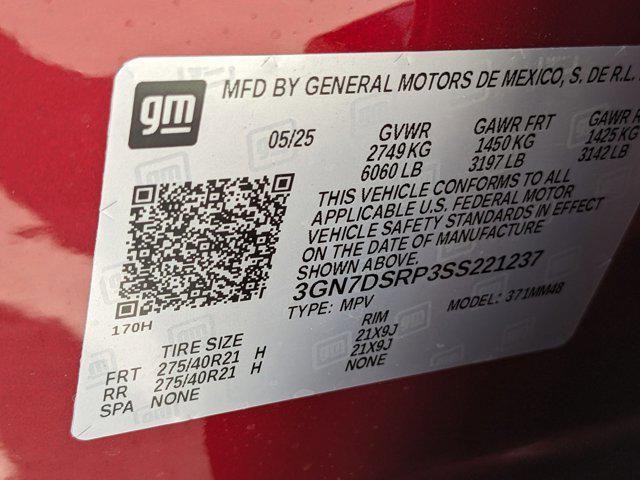 gm
MFD BY GENERAL MOTORS DE MEXICO, S. DE R.L.
05/25 GVWR GAWR FRT GAWR R
2749 KG 1450 KG 1425 KG
6060 LB 3197 LB 3142 LB
THIS VEHICLE CONFORMS TO ALL
APPLICABLE U.S. FEDERAL MOTOR
VEHICLE SAFETY STANDARDS IN EFFECT
ON THE DATE OF MANUFACTURE
SHOWN ABOVE.
3GN7DSRP3SS221237
TYPE: MPV MODEL: 371MM48
170H
TIRE SIZE RIM
FRT 275/40R21 H 21X9J
RR 275/40R21 H 21X9J
SPA NONE NONE